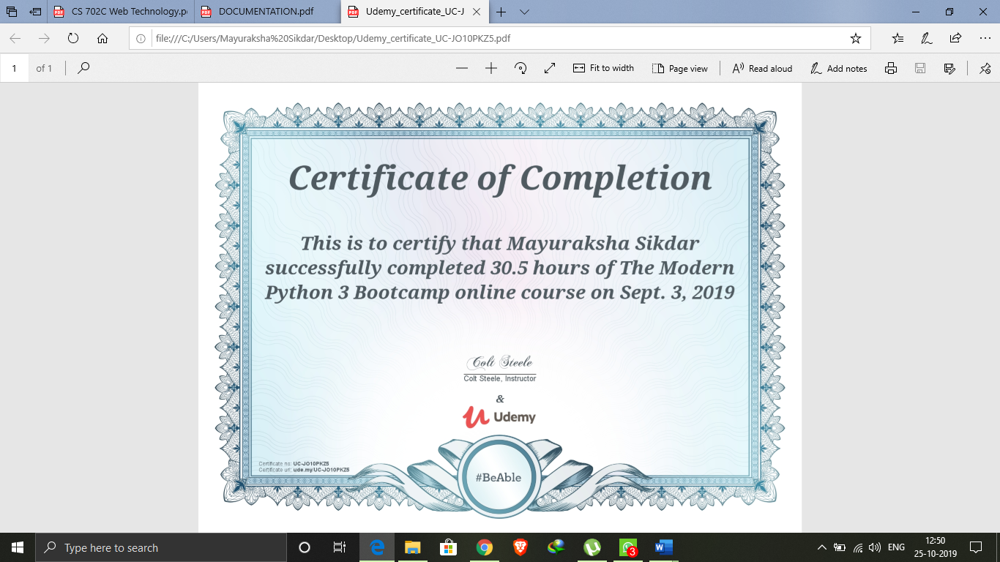 CS 702C Web Technology.p
DOCUMENTATION.pdf
Udemy_certificate_UC-J
file:///C:/Users/Mayuraksha%20Sikdar/Desktop/Udemy_certificate_UC-JO10PKZ5.pdf
1 of 1
Fit to width
Page view
Read aloud
Add notes
Certificate of Completion
This is to certify that Mayuraksha Sikdar
successfully completed 30.5 hours of The Modern
Python 3 Bootcamp online course on Sept. 3, 2019
Colt Steele
Colt Steele, Instructor
&
Udemy
Certificate no: UC-JO10PKZ5
Certificate url: ude.my/UC-JO10PKZ5
#BeAble
Type here to search
3
ENG
12:50
25-10-2019